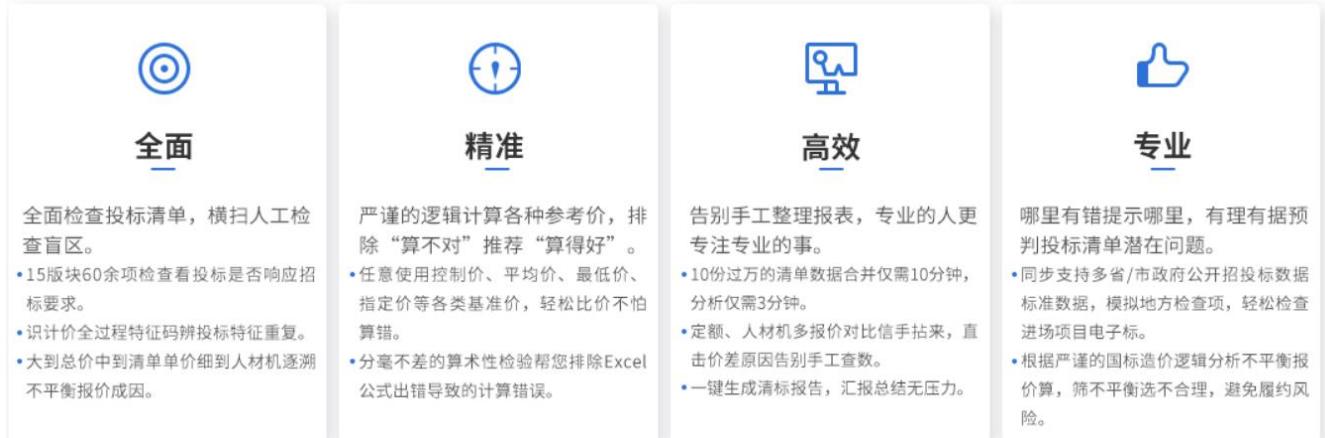 全面
全面检查投标清单，横扫人工检
查盲区。
•15版块60余项检查看投标是否响应招
标要求。
•识计价全过程特征码辨投标特征重复。
•大到总价中到清单单价细到人材机逐溯
不平衡报价成因。
精准
严谨的逻辑计算各种参考价，排
除“算不对”推荐“算得好”。
•任意使用控制价、平均价、最低价、
指定价等各类基准价，轻松比价不怕
算错。
•分毫不差的算术性检验帮您排除Excel
公式出错导致的计算错误。
高效
告别手工整理报表，专业的人更
专注专业的事。
•10份过万的清单数据合并仅需10分钟，
分析仅需3分钟。
•定额、人材机多报价对比信手拈来，直
击价差原因告别手工查数。
•一键生成清标报告，汇报总结无压力。
专业
哪里有错提示哪里，有理有据预
判投标清单潜在问题。
•同步支持多省/市政府公开招投标数据
标准数据，模拟地方检查项，轻松检查
进场项目电子标。
•根据严谨的国标造价逻辑分析不平衡报
价算，筛不平衡选不合理，避免履约风
险。